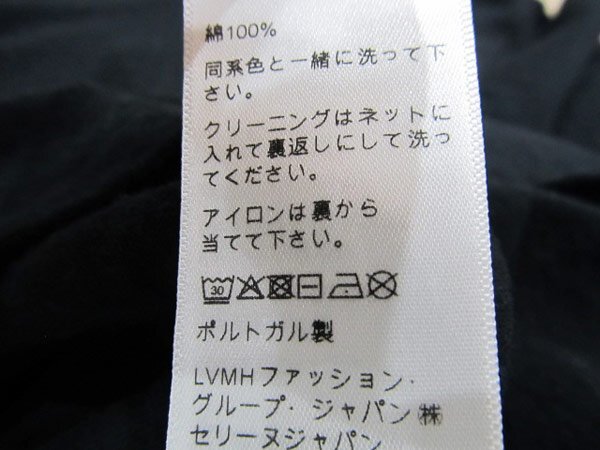 綿100%
同系色と一緒に洗って下
さい。
クリーニングはネットに
入れて裏返しにして洗っ
てください。
アイロンは裏から
当てて下さい。
30
ポルトガル製
LVMHファッション・
グループ・ジャパン㈱
セリーヌジャパン